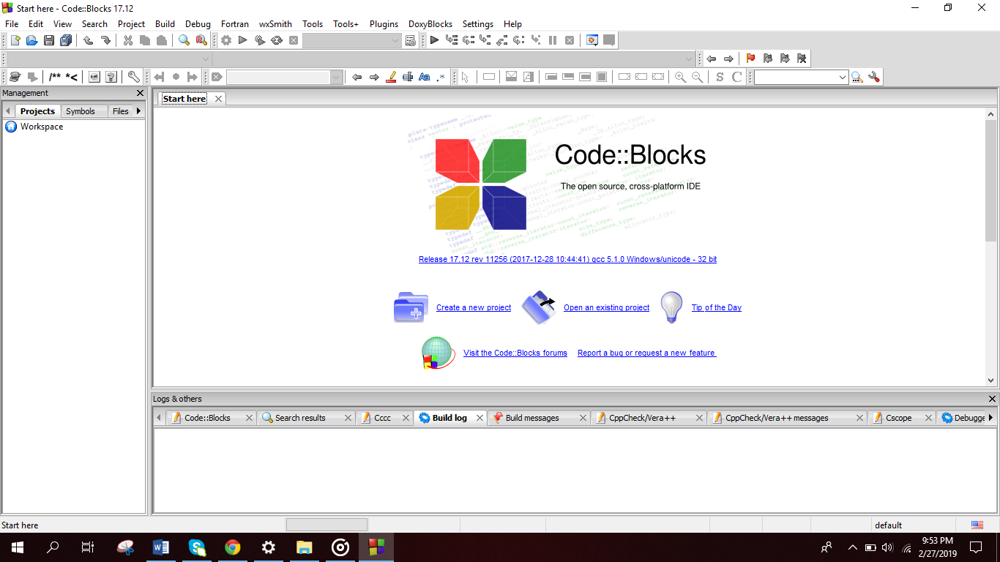 Start here - Code::Blocks 17.12
File Edit View Search Project Build Debug Fortran wxSmith Tools Tools+ Plugins DoxyBlocks Settings Help
/** *<
Aa .*
S C
Management
Projects Symbols Files
Workspace
Start here
Code::Blocks
The open source, cross-platform IDE
Release 17.12 rev 11256 (2017-12-28 10:44:41) gcc 5.1.0 Windows/unicode - 32 bit
Create a new project Open an existing project Tip of the Day
Visit the Code::Blocks forums Report a bug or request a new feature
Logs & others
Code::Blocks Search results Cccc Build log Build messages CppCheck/Vera++ CppCheck/Vera++ messages Cscope Debugge
Start here default
9:53 PM
2/27/2019